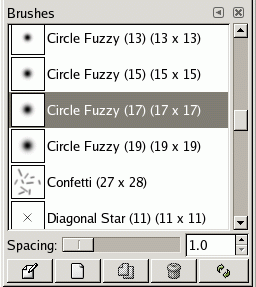 Brushes
Circle Fuzzy (13) (13 x 13)
Circle Fuzzy (15) (15 x 15)
Circle Fuzzy (17) (17 x 17)
Circle Fuzzy (19) (19 x 19)
Confetti (27 x 28)
Diagonal Star (11) (11 x 11)
Spacing: 1.0